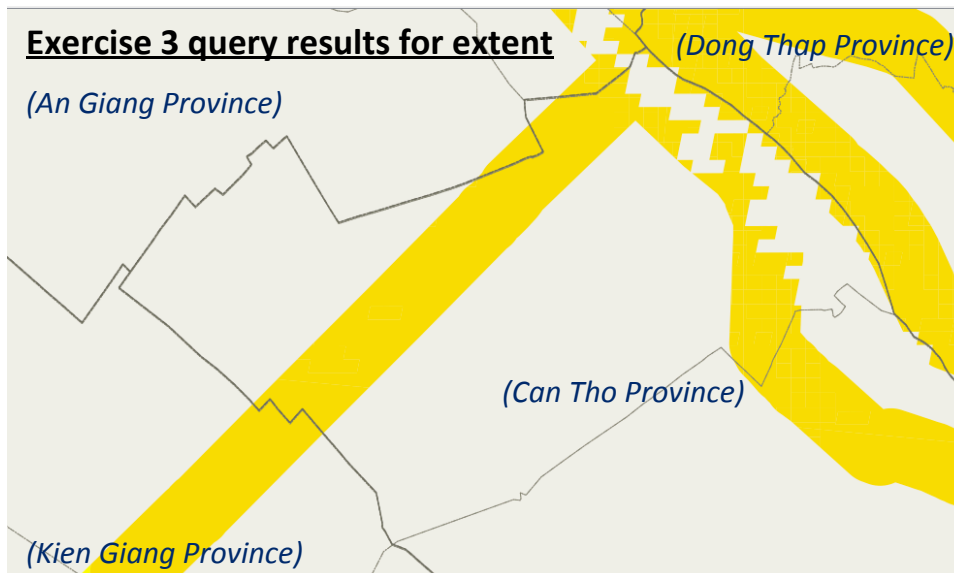 Exercise 3 query results for extent
(Dong Thap Province)
(An Giang Province)
(Can Tho Province)
(Kien Giang Province)